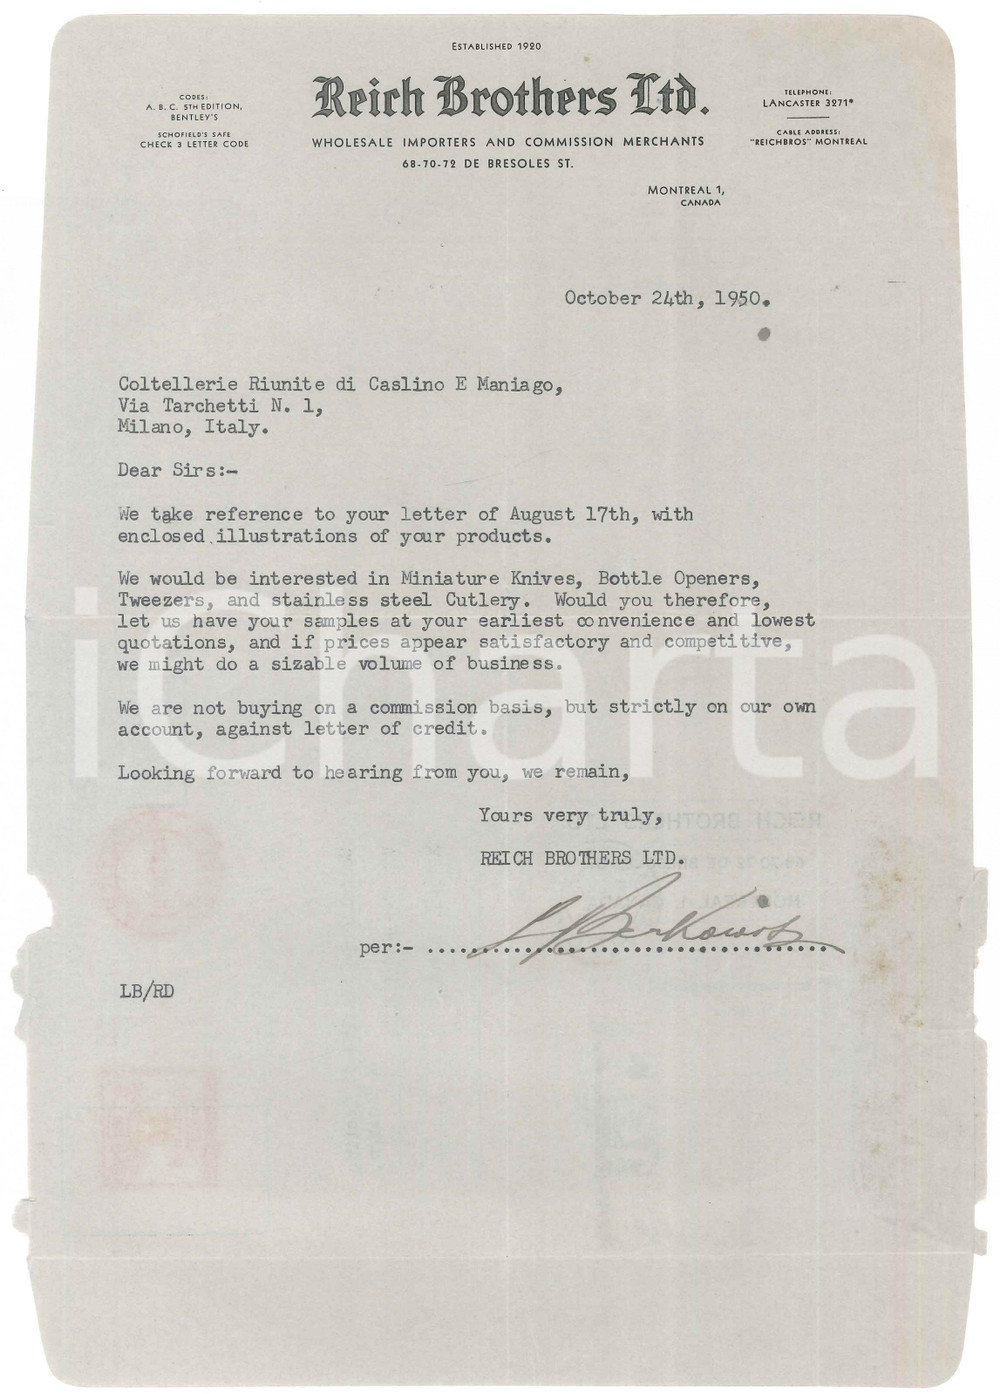 ESTABLISHED 1920
Reich Brothers Ltd.
WHOLESALE IMPORTERS AND COMMISSION MERCHANTS
68-70-72 DE BRESOLES ST.
MONTREAL 1,
CANADA
CODES:
A. B. C. 5TH EDITION,
BENTLEY'S
SCHOFIELD'S SAFE
CHECK 3 LETTER CODE
TELEPHONE:
LANCASTER 3271*
CABLE ADDRESS:
"REICHBROS" MONTREAL
October 24th, 1950.
Coltellerie Riunite di Caslino E Maniago,
Via Tarchetti N. 1,
Milano, Italy.
Dear Sirs:-
We take reference to your letter of August 17th, with
enclosed illustrations of your products.
We would be interested in Miniature Knives, Bottle Openers,
Tweezers, and stainless steel Cutlery. Would you therefore,
let us have your samples at your earliest convenience and lowest
quotations, and if prices appear satisfactory and competitive,
we might do a sizable volume of business.
We are not buying on a commission basis, but strictly on our own
account, against letter of credit.
Looking forward to hearing from you, we remain,
Yours very truly,
REICH BROTHERS LTD.
per:- ........................................
LB/RD
iCharta
REICH BROTHERS